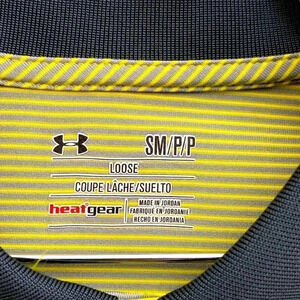 SM/P/P
LOOSE
COUPE LÂCHE/SUELTO
heatgear
MADE IN JORDAN
FABRIQUÉ EN JORDANIE
HECHO EN JORDANIA